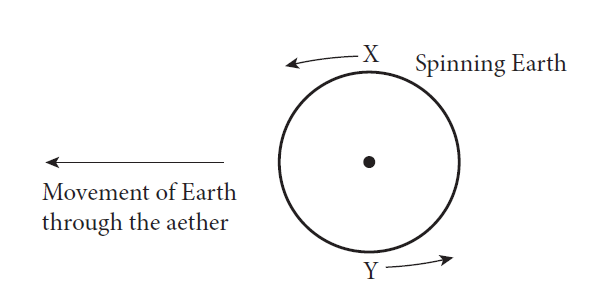 X
Spinning Earth
Movement of Earth
through the aether
Y